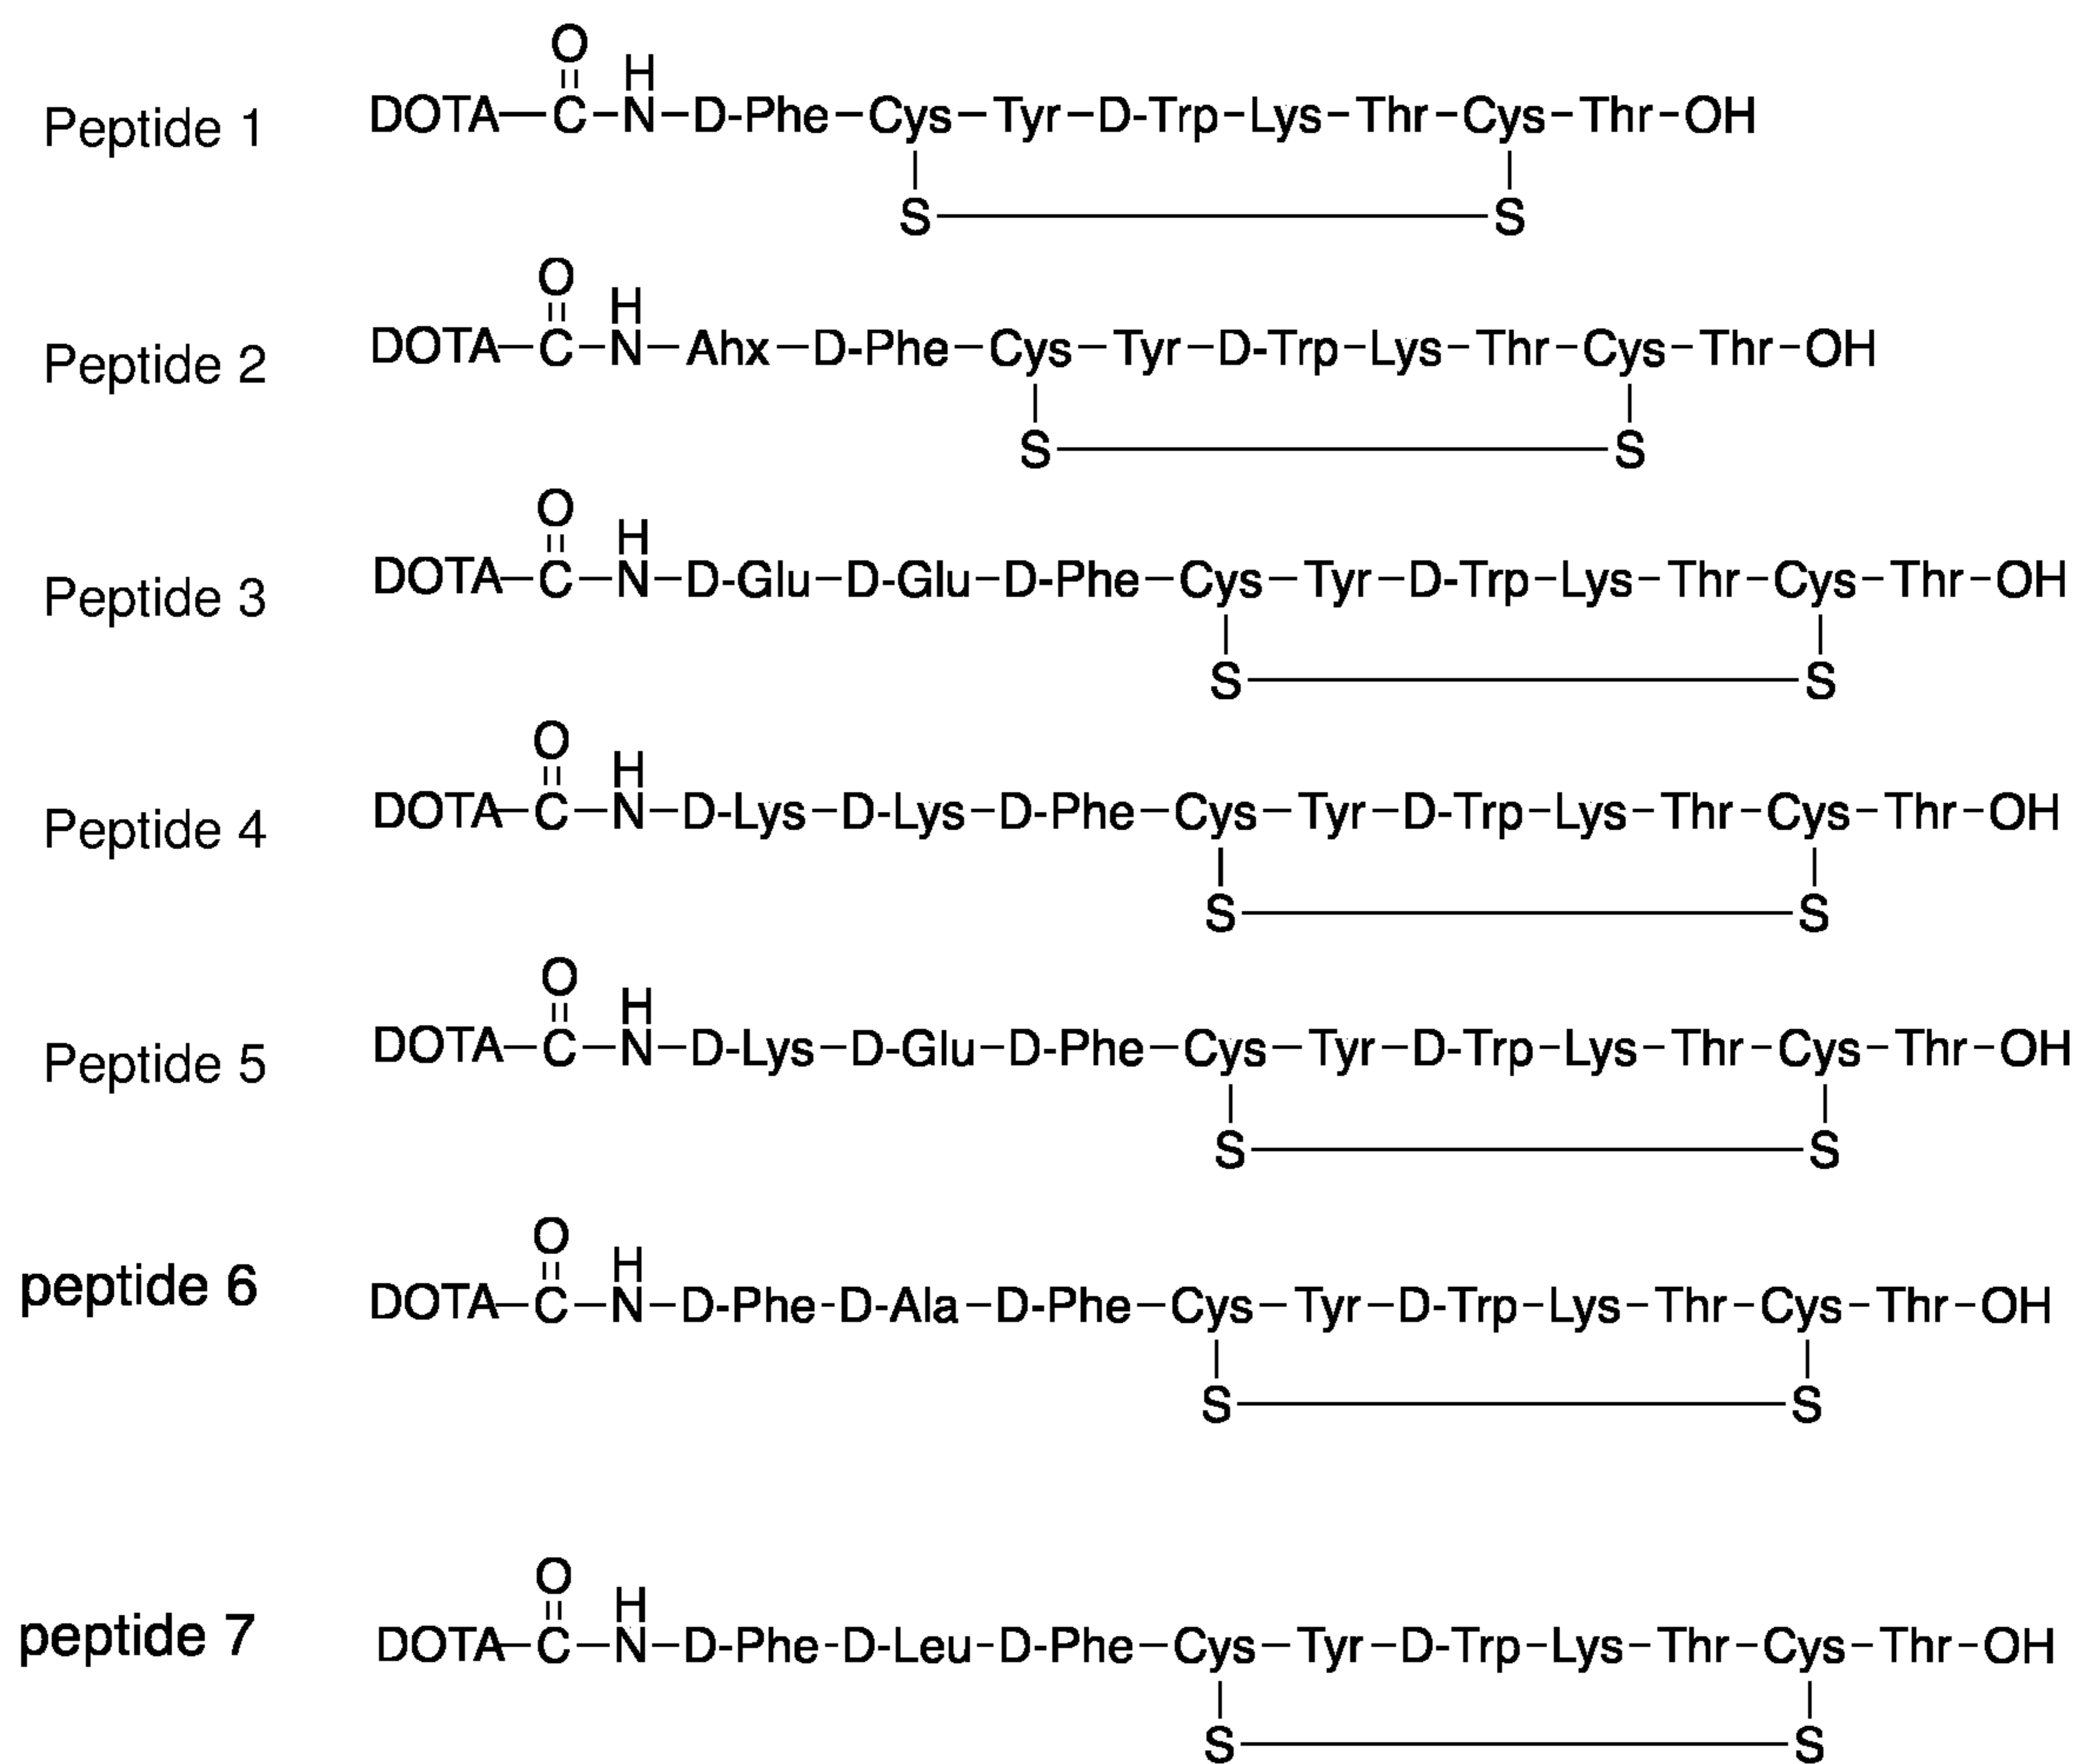 O
H
Peptide 1 DOTA—C—N—D-Phe—Cys—Tyr—D-Trp—Lys—Thr—Cys—Thr—OH
S S
O
H
Peptide 2 DOTA—C—N—Ahx—D-Phe—Cys—Tyr—D-Trp—Lys—Thr—Cys—Thr—OH
S S
O
H
Peptide 3 DOTA—C—N—D-Glu—D-Glu—D-Phe—Cys—Tyr—D-Trp—Lys—Thr—Cys—Thr—OH
S S
O
H
Peptide 4 DOTA—C—N—D-Lys—D-Lys—D-Phe—Cys—Tyr—D-Trp—Lys—Thr—Cys—Thr—OH
S S
O
H
Peptide 5 DOTA—C—N—D-Lys—D-Glu—D-Phe—Cys—Tyr—D-Trp—Lys—Thr—Cys—Thr—OH
S S
O
H
peptide 6 DOTA—C—N—D-Phe-D-Ala—D-Phe—Cys—Tyr—D-Trp—Lys—Thr—Cys—Thr—OH
S S
O
H
peptide 7 DOTA—C—N—D-Phe-D-Leu-D-Phe—Cys—Tyr—D-Trp—Lys—Thr—Cys—Thr—OH
S S